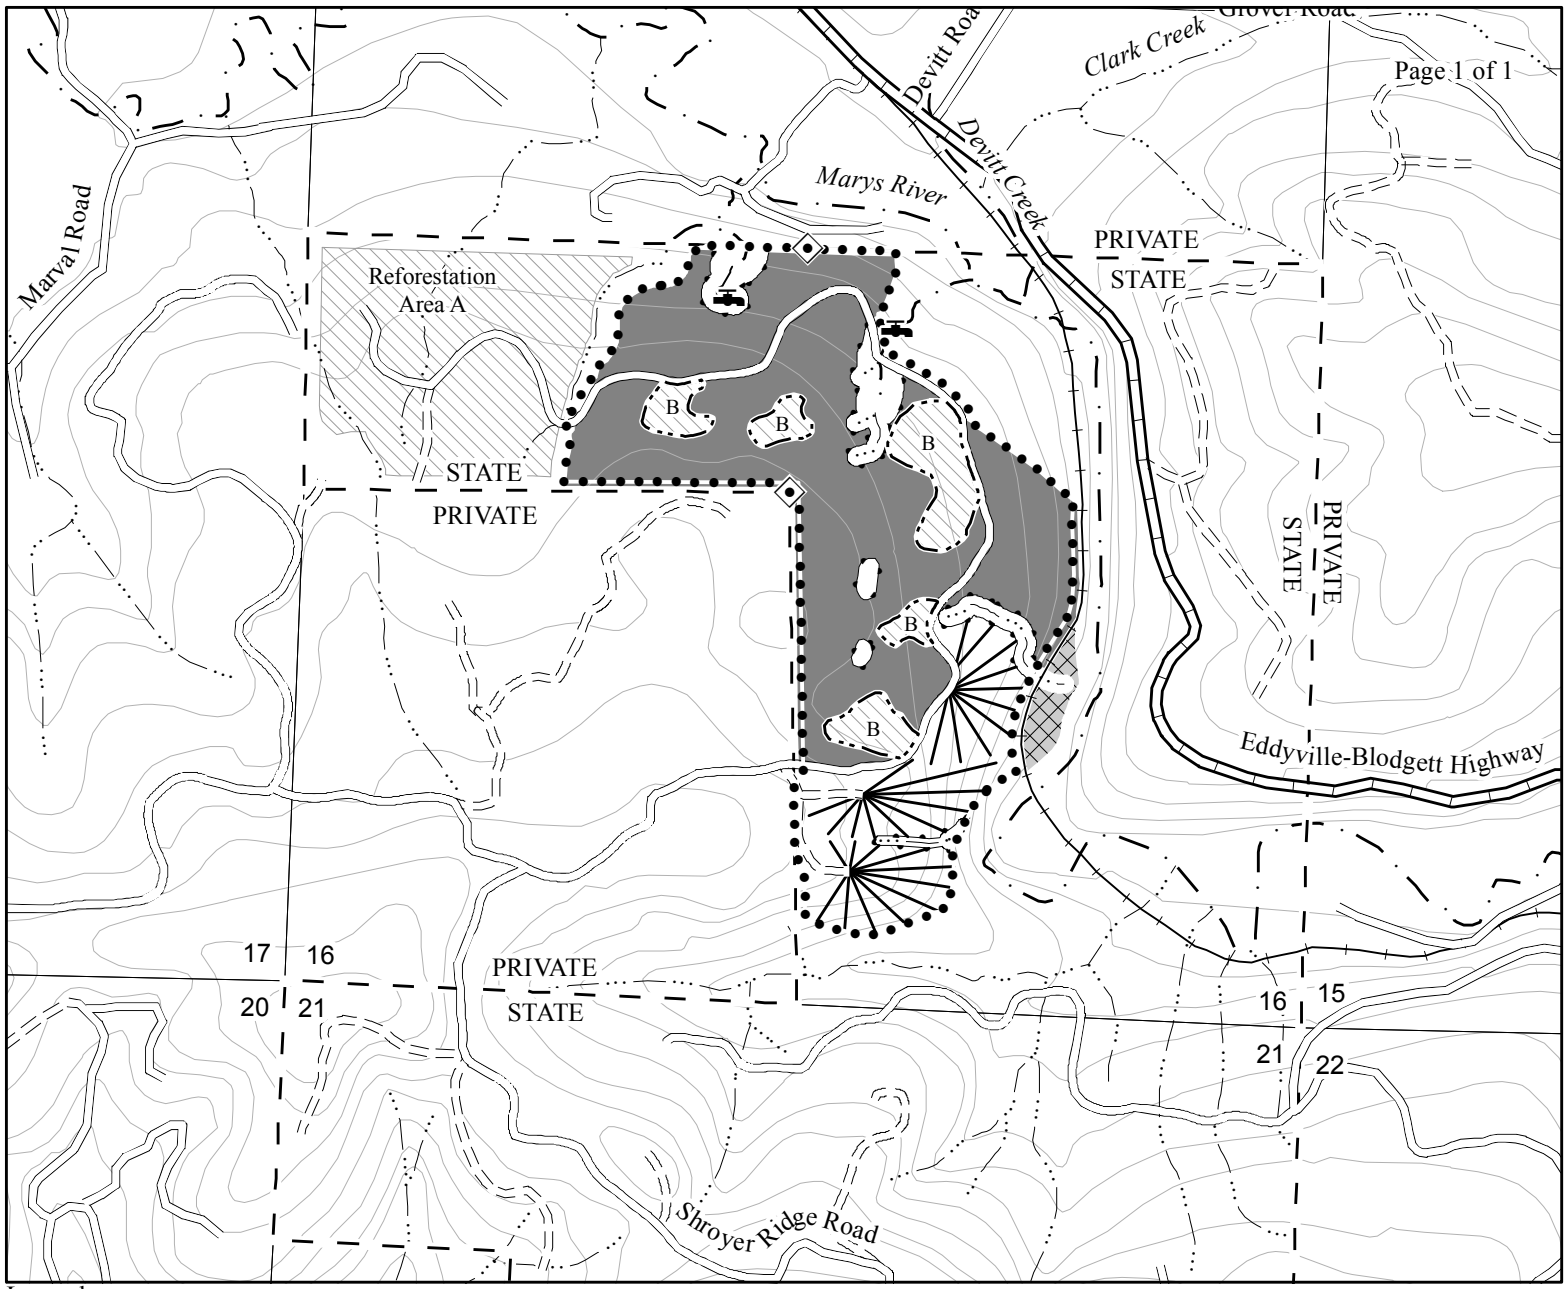 Grover Road
Clark Creek
Page 1 of 1
Devitt Roa
Devitt Creek
Marys River
Marval Road
PRIVATE
STATE
Reforestation
Area A
B
B
B
STATE
PRIVATE
PRIVATE
STATE
B
B
Eddyville-Blodgett Highway
17 16
20 21
PRIVATE
STATE
16 15
21 22
Shroyer Ridge Road